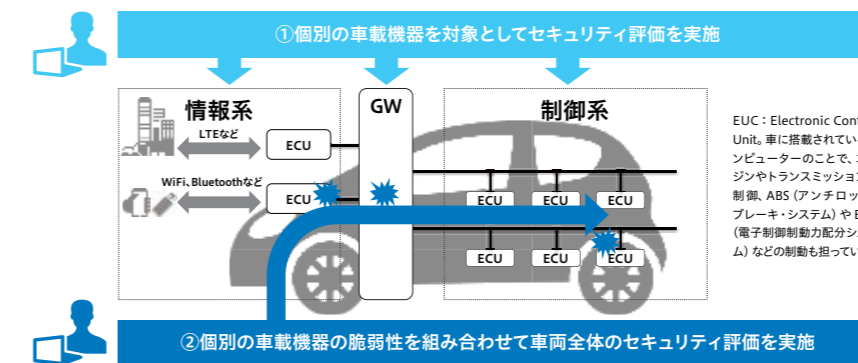 ①個別の車載機器を対象としてセキュリティ評価を実施
情報系
GW
制御系
LTEなど
ECU
WiFi、Bluetoothなど
ECU
ECU
ECU
ECU
ECU
ECU
ECU
EUC：Electronic Cont
Unit。車に搭載されてい
ンピューターのことで、
ジンやトランスミッション
制御、ABS（アンチロッ
ブレーキ・システム）や
（電子制御制動力配分シ
ム）などの制動も担ってい
②個別の車載機器の脆弱性を組み合わせて車両全体のセキュリティ評価を実施